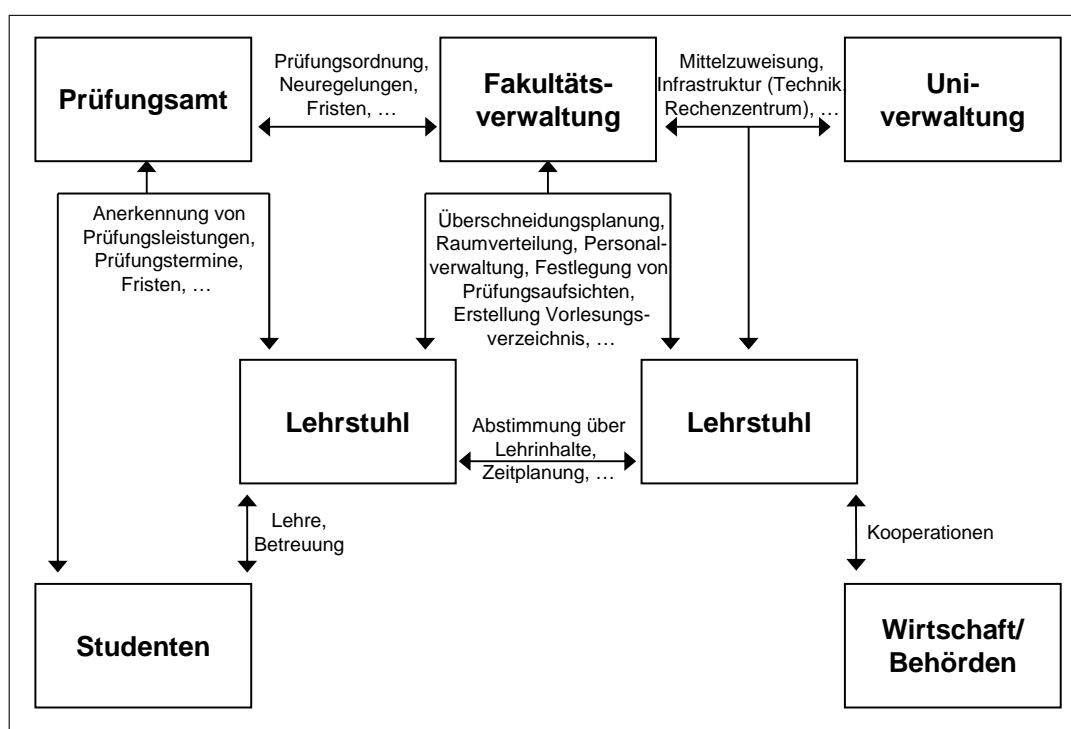 Prüfungsamt
Prüfungsordnung,
Neuregelungen,
Fristen, …
Fakultäts-
verwaltung
Mittelzuweisung,
Infrastruktur (Technik,
Rechenzentrum), …
Uni-
verwaltung
Anerkennung von
Prüfungsleistungen,
Prüfungstermine,
Fristen, …
Überschneidungsplanung,
Raumverteilung, Personal-
verwaltung, Festlegung von
Prüfungsaufsichten,
Erstellung Vorlesungs-
verzeichnis, …
Lehrstuhl
Abstimmung über
Lehrinhalte,
Zeitplanung, …
Lehrstuhl
Lehre,
Betreuung
Kooperationen
Studenten
Wirtschaft/
Behörden